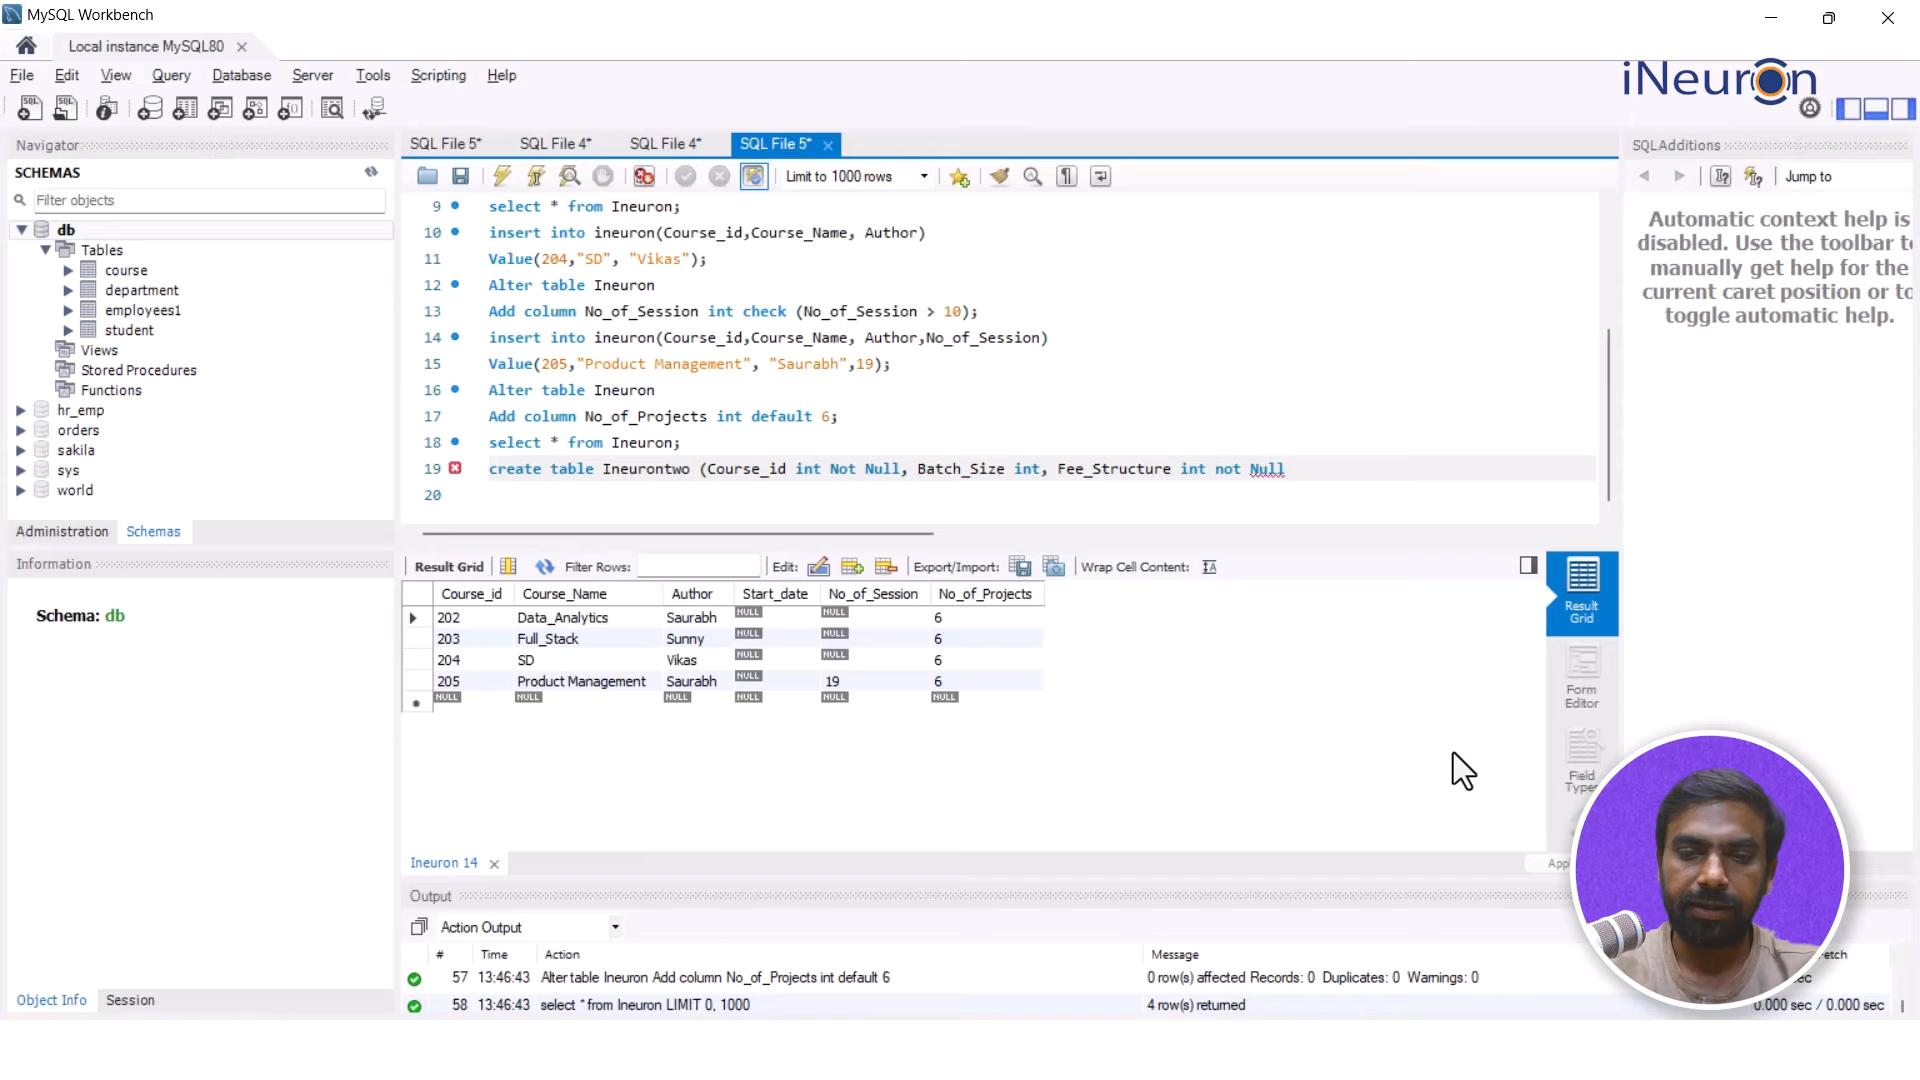 MySQL Workbench
Local instance MySQL80
File Edit View Query Database Server Tools Scripting Help
iNeuron
Navigator
SCHEMAS
Filter objects
db
Tables
course
department
employees1
student
Views
Stored Procedures
Functions
hr_emp
orders
sakila
sys
world
Administration Schemas
Information
Schema: db
Object Info Session
SQL File 5* SQL File 4* SQL File 4* SQL File 5*
Limit to 1000 rows
9 select * from Ineuron;
10 insert into ineuron(Course_id,Course_Name, Author)
11 Value(204,"SD", "Vikas");
12 Alter table Ineuron
13 Add column No_of_Session int check (No_of_Session > 10);
14 insert into ineuron(Course_id,Course_Name, Author,No_of_Session)
15 Value(205,"Product Management", "Saurabh",19);
16 Alter table Ineuron
17 Add column No_of_Projects int default 6;
18 select * from Ineuron;
19 create table Ineurontwo (Course_id int Not Null, Batch_Size int, Fee_Structure int not Null
20
Result Grid Filter Rows: Edit: Export/Import: Wrap Cell Content:
Course_id Course_Name Author Start_date No_of_Session No_of_Projects
202 Data_Analytics Saurabh NULL NULL 6
203 Full_Stack Sunny NULL NULL 6
204 SD Vikas NULL NULL 6
205 Product Management Saurabh NULL 19 6
NULL NULL NULL NULL NULL NULL
Result
Grid
Form
Editor
Field
Types
Ineuron 14
App
Output
Action Output
# Time Action Message etch
57 13:46:43 Alter table Ineuron Add column No_of_Projects int default 6 0 row(s) affected Records: 0 Duplicates: 0 Warnings: 0 ec
58 13:46:43 select * from Ineuron LIMIT 0, 1000 4 row(s) returned 0.000 sec / 0.000 sec
SQLAdditions
Jump to
Automatic context help is
disabled. Use the toolbar to
manually get help for the
current caret position or to
toggle automatic help.